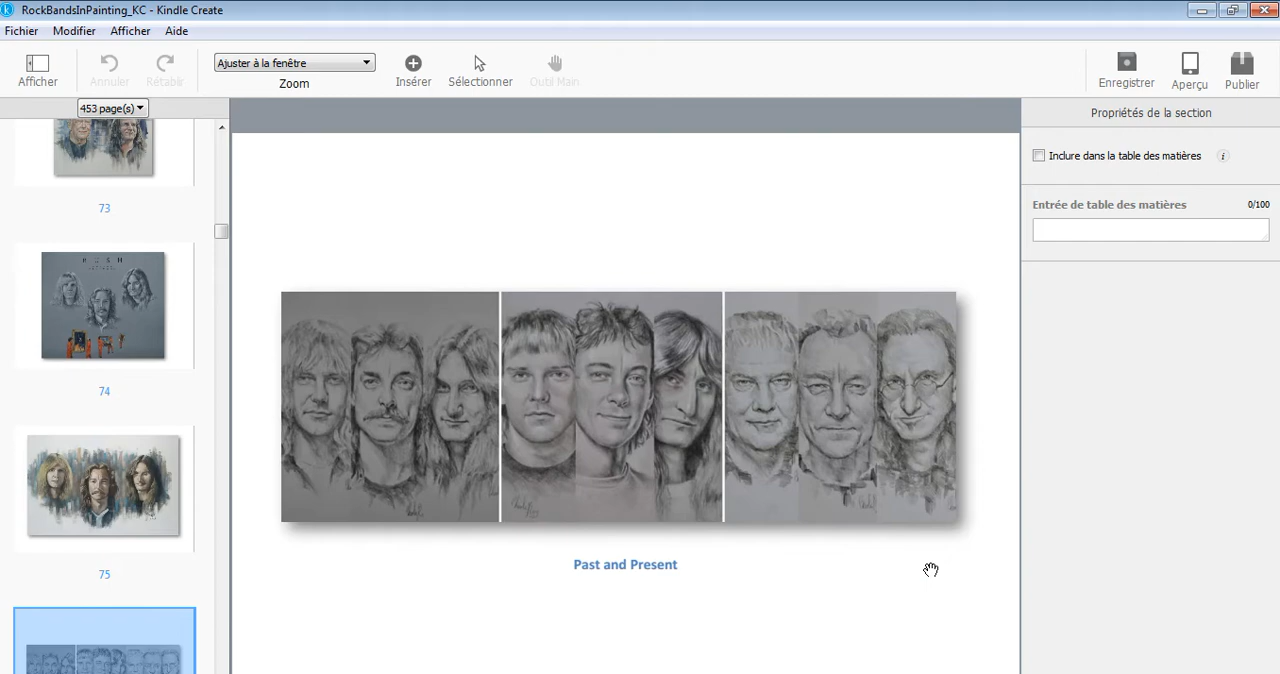 RockBandsInPainting_KC - Kindle Create
Fichier Modifier Afficher Aide
Afficher Annuler Rétablir
Ajuster à la fenêtre
Zoom
Insérer Sélectionner Outil Main
Enregistrer Aperçu Publier
453 page(s)
73
R U S H
74
75
Past and Present
Propriétés de la section
Inclure dans la table des matières i
Entrée de table des matières 0/100